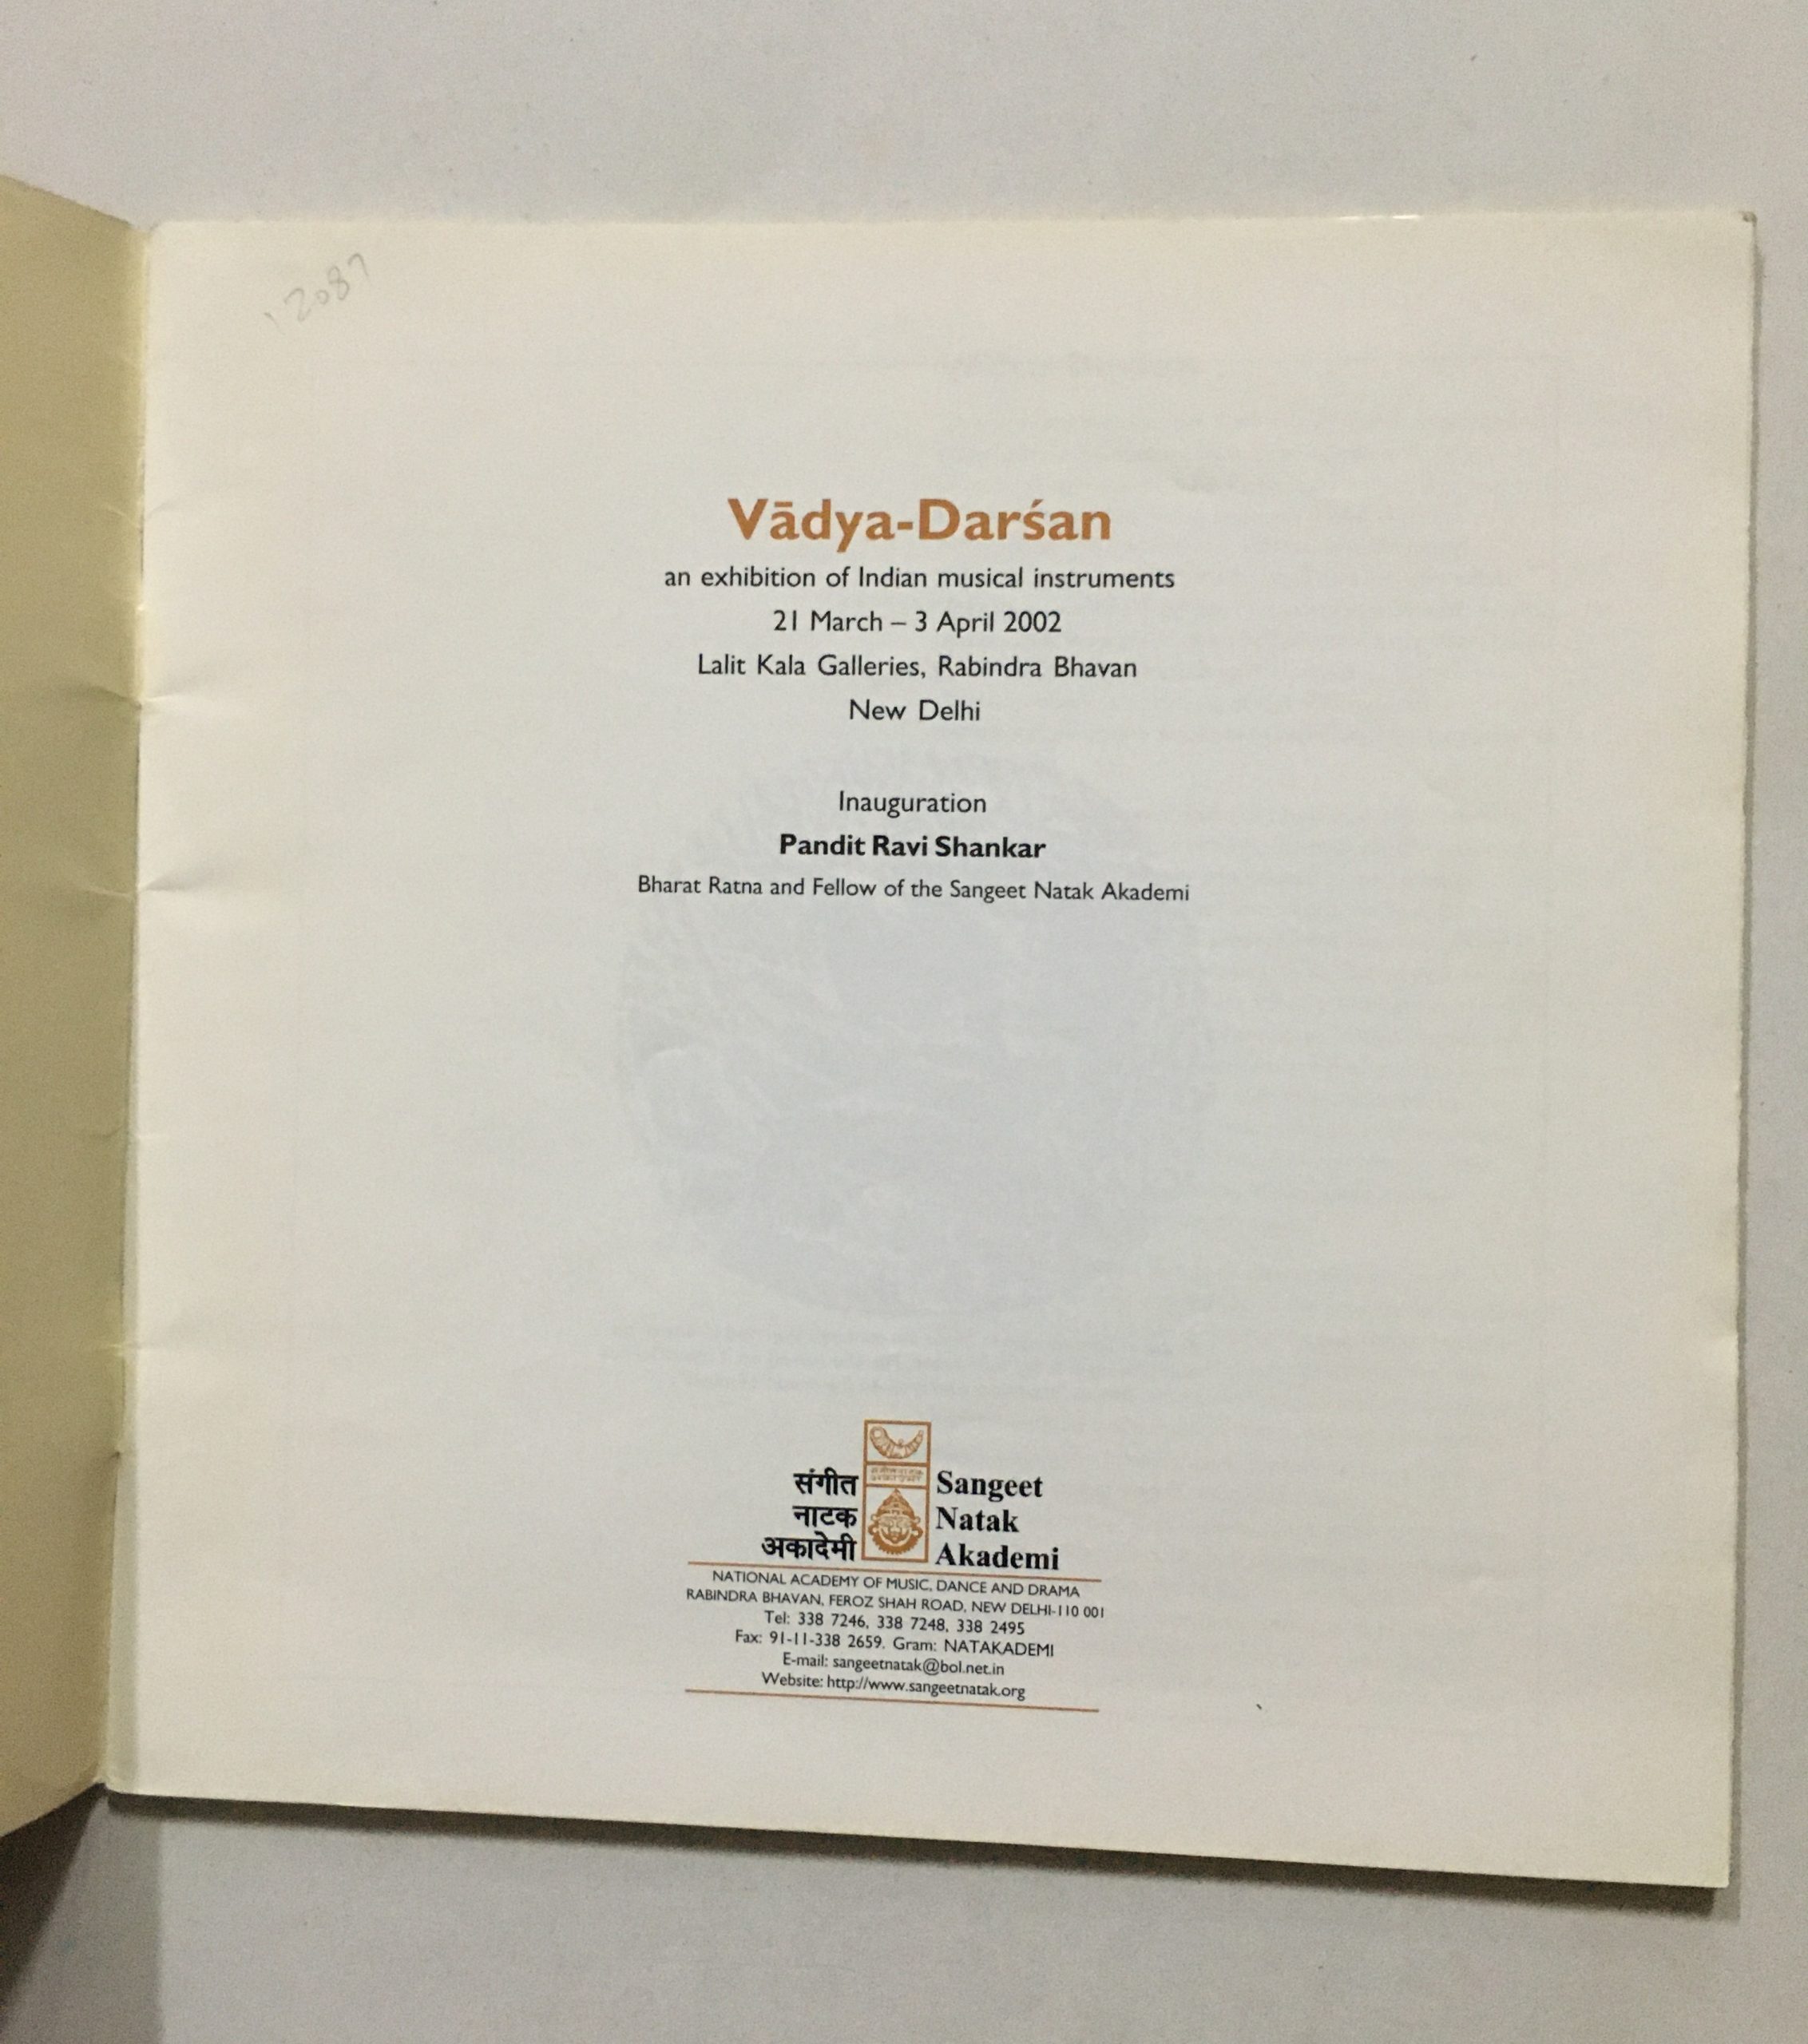 12087
Vādya-Darśan
an exhibition of Indian musical instruments
21 March – 3 April 2002
Lalit Kala Galleries, Rabindra Bhavan
New Delhi
Inauguration
Pandit Ravi Shankar
Bharat Ratna and Fellow of the Sangeet Natak Akademi
संगीत
नाटक
अकादेमी
Sangeet
Natak
Akademi
NATIONAL ACADEMY OF MUSIC, DANCE AND DRAMA
RABINDRA BHAVAN, FEROZ SHAH ROAD, NEW DELHI-110 001
Tel: 338 7246, 338 7248, 338 2495
Fax: 91-11-338 2659. Gram: NATAKADEMI
E-mail: sangeetnatak@bol.net.in
Website: http://www.sangeetnatak.org